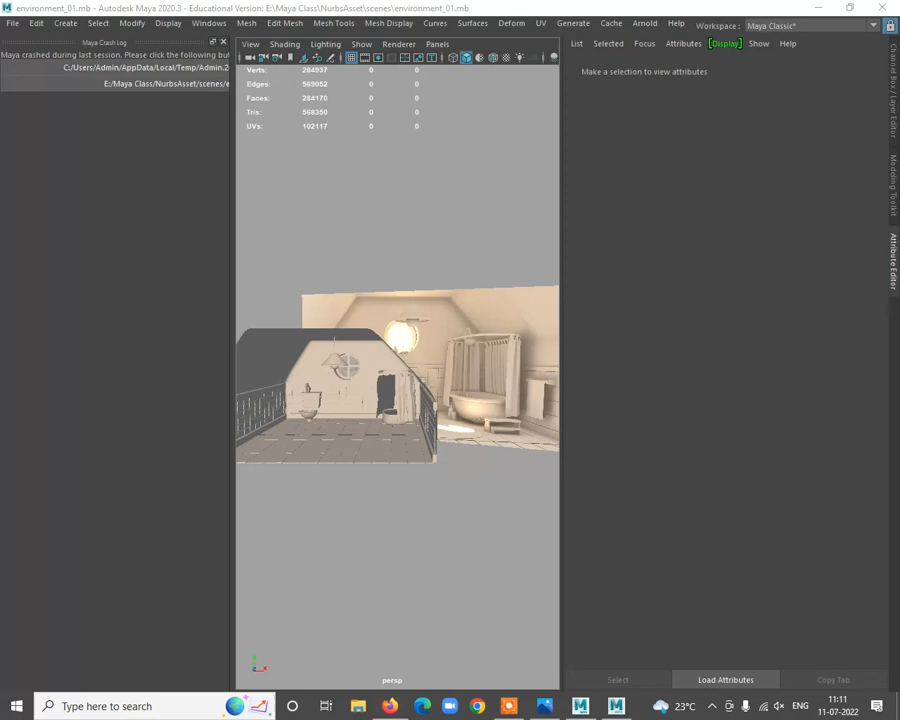 environment_01.mb - Autodesk Maya 2020.3 - Educational Version: E:\Maya Class\NurbsAsset\scenes\environment_01.mb
File Edit Create Select Modify Display Windows Mesh Edit Mesh Mesh Tools Mesh Display Curves Surfaces Deform UV Generate Cache Arnold Help Workspace : Maya Classic*
Maya Crash Log
Maya crashed during last session. Please click the following bu
C:/Users/Admin/AppData/Local/Temp/Admin.2
E:/Maya Class/NurbsAsset/scenes/e
View Shading Lighting Show Renderer Panels
Verts: 284937 0 0
Edges: 569052 0 0
Faces: 284170 0 0
Tris: 568350 0 0
UVs: 102117 0 0
persp
List Selected Focus Attributes [Display] Show Help
Make a selection to view attributes
Channel Box / Layer Editor
Modeling Toolkit
Attribute Editor
Select Load Attributes Copy Tab
Type here to search
23°C ENG
11:11
11-07-2022